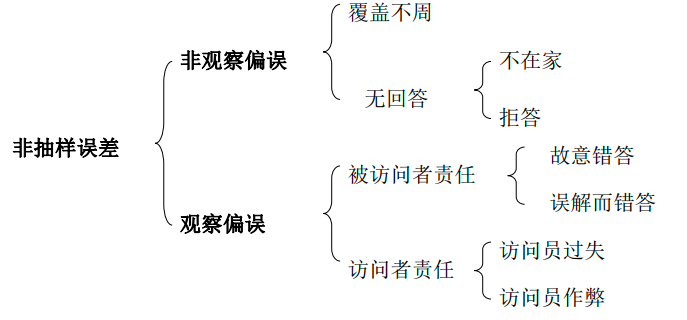 非抽样误差
非观察偏误
覆盖不周
无回答
不在家
拒答
观察偏误
被访问者责任
故意错答
误解而错答
访问者责任
访问员过失
访问员作弊